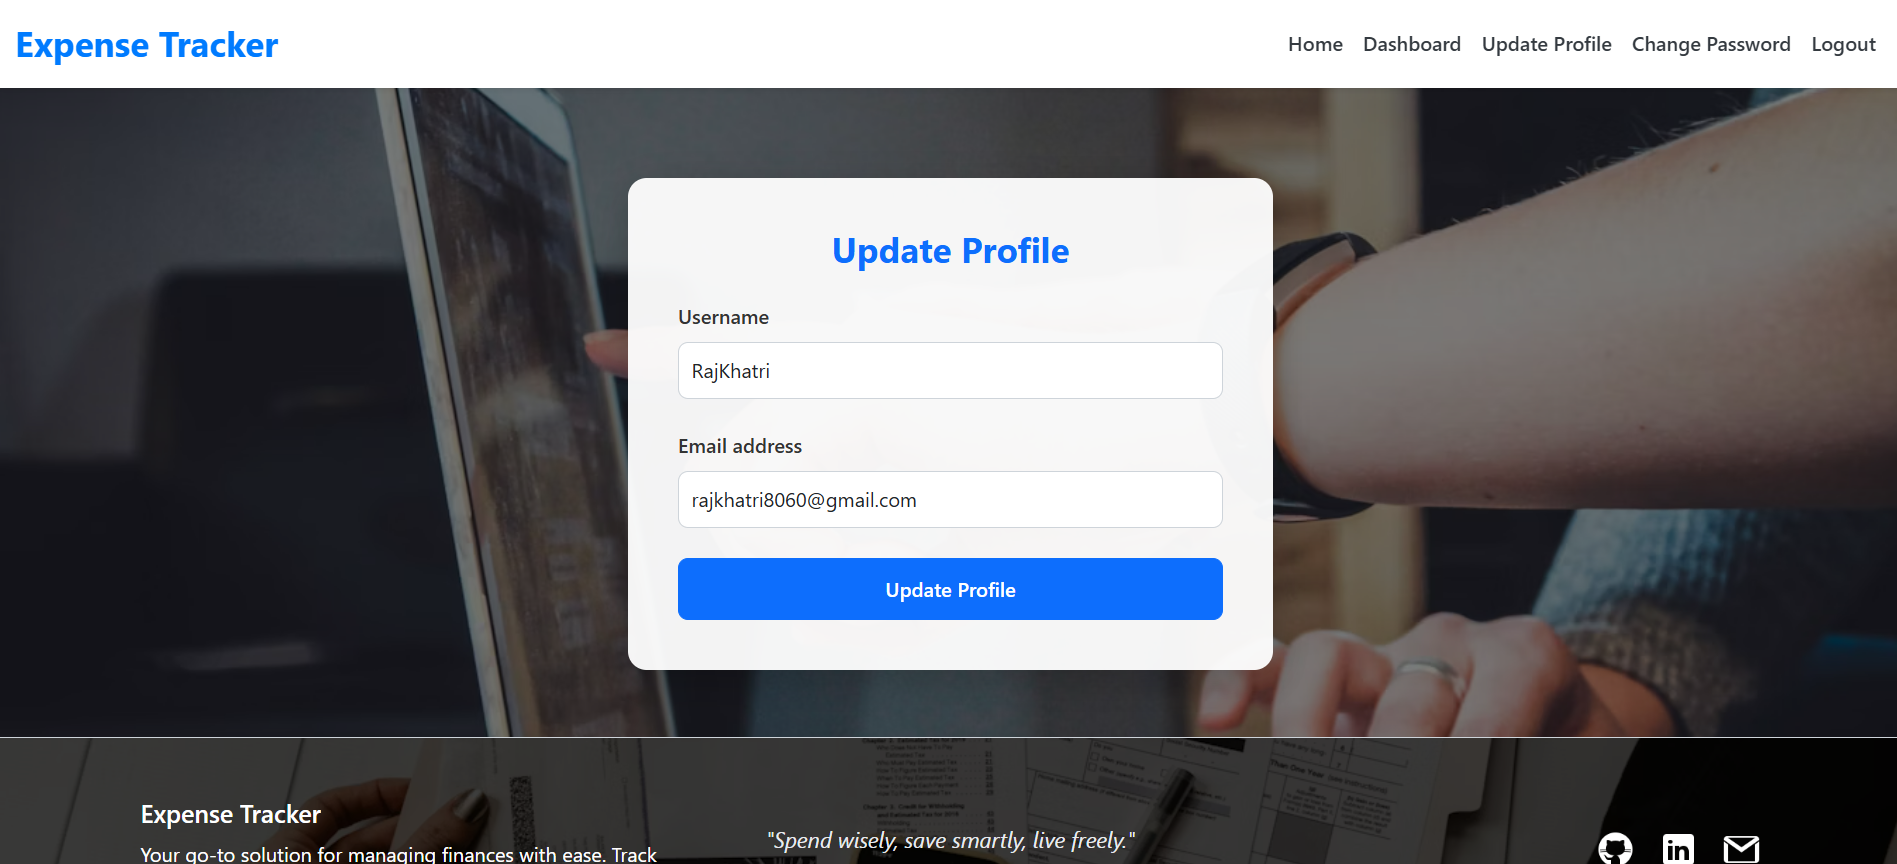 Expense Tracker
Home Dashboard Update Profile Change Password Logout
Update Profile
Username
RajKhatri
Email address
rajkhatri8060@gmail.com
Update Profile
Expense Tracker
Your go-to solution for managing finances with ease. Track
"Spend wisely, save smartly, live freely."
in